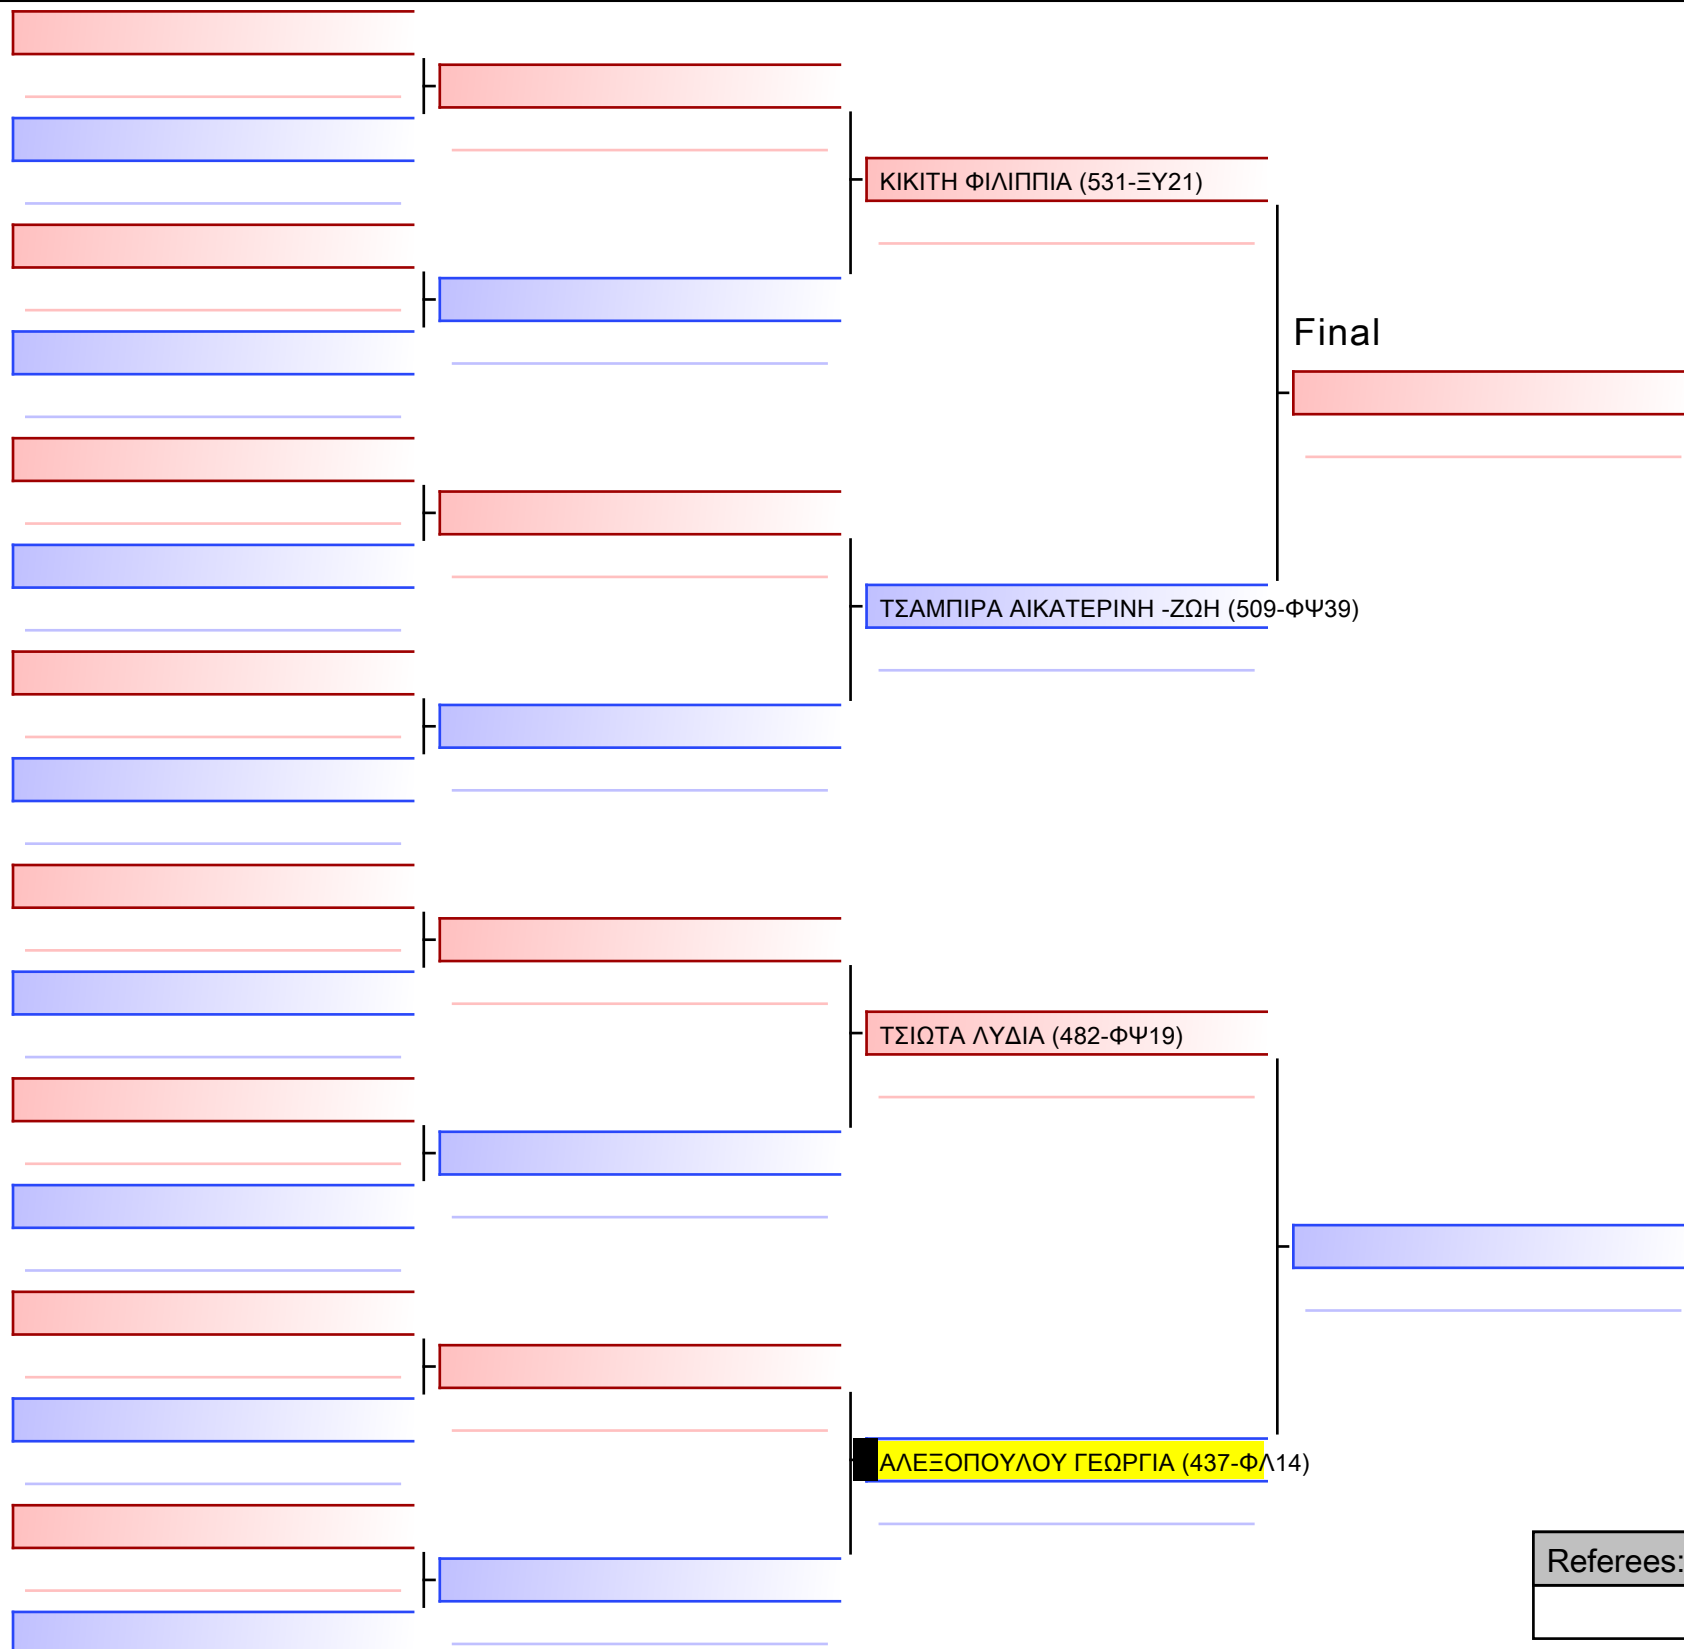 ΚΙΚΙΤΗ ΦΙΛΙΠΠΙΑ (531-ΞΥ21)
Final
ΤΣΑΜΠΙΡΑ ΑΙΚΑΤΕΡΙΝΗ -ΖΩΗ (509-ΦΨ39)
ΤΣΙΩΤΑ ΛΥΔΙΑ (482-ΦΨ19)
ΑΛΕΞΟΠΟΥΛΟΥ ΓΕΩΡΓΙΑ (437-ΦΛ14)
Referees: